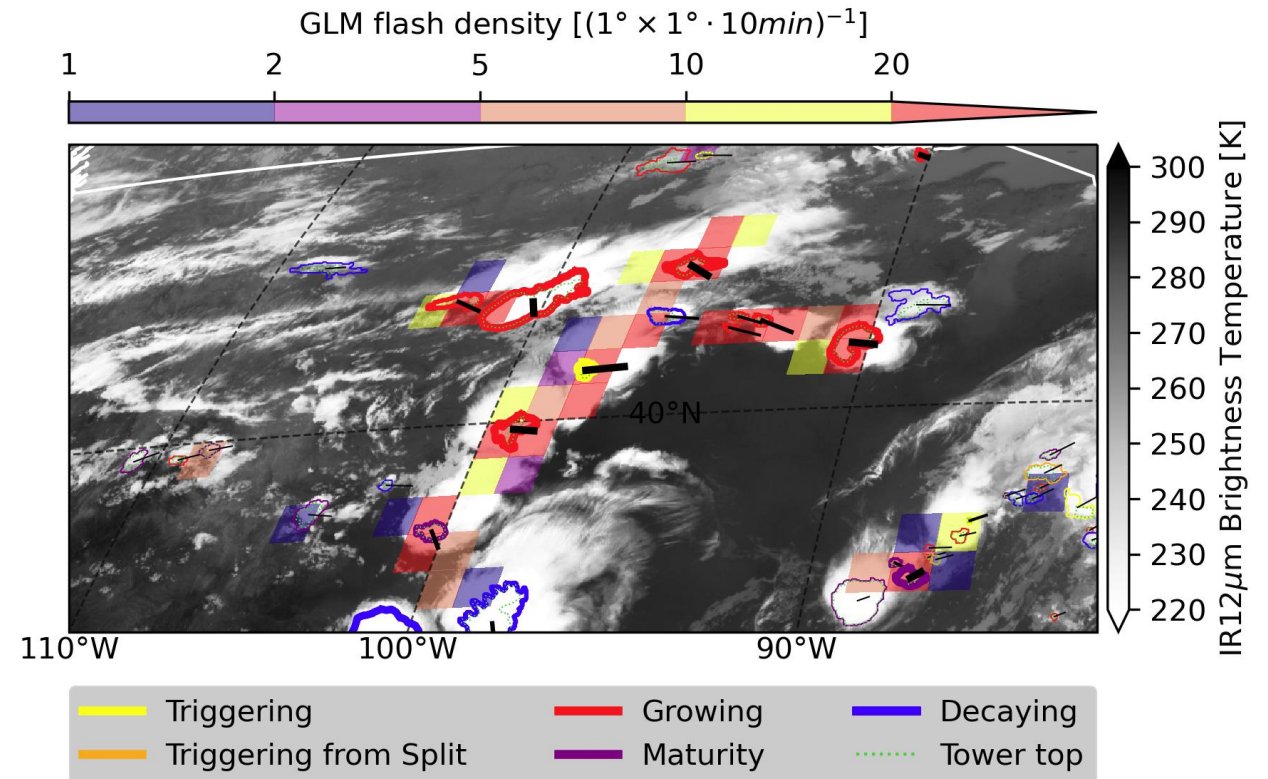 GLM flash density [(1° × 1° · 10min)⁻¹]
1 2 5 10 20
300
290
280
270
260
250
240
230
220
IR12μm Brightness Temperature [K]
40°N
110°W 100°W 90°W
Triggering Growing Decaying
Triggering from Split Maturity Tower top